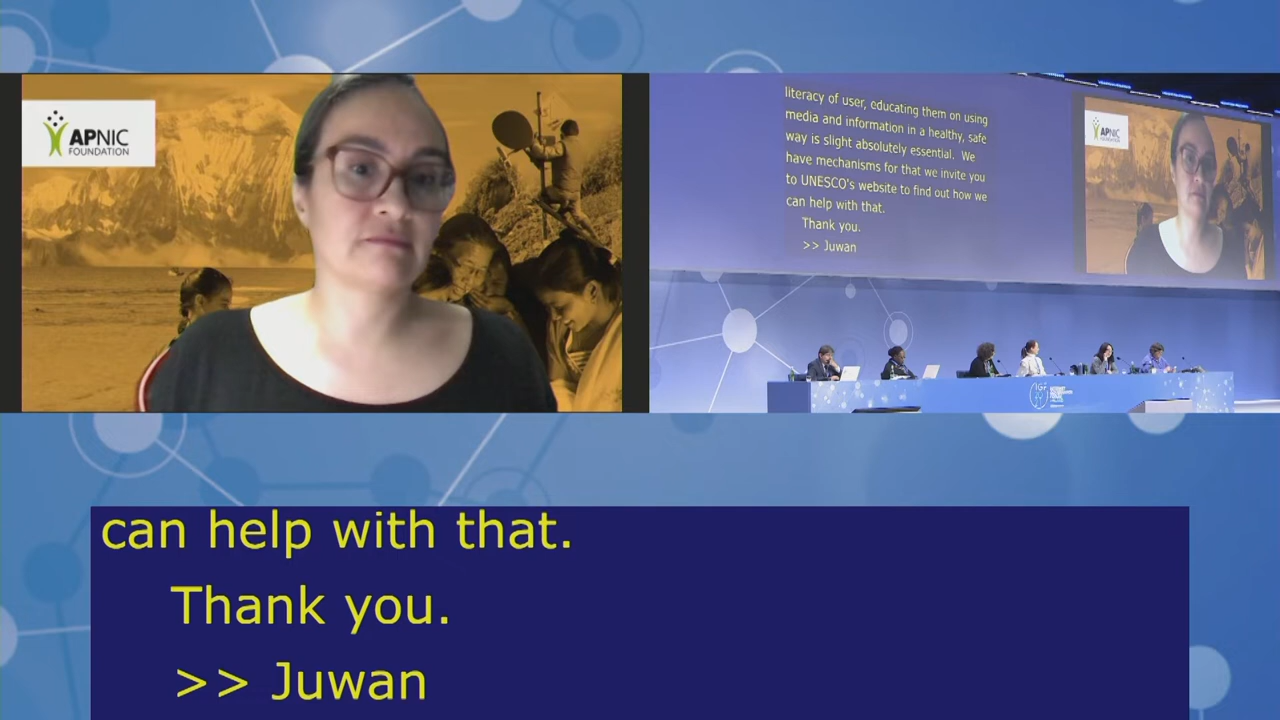 APNIC
FOUNDATION
literacy of user, educating them on using
media and information in a healthy, safe
way is slight absolutely essential.  We
have mechanisms for that we invite you
to UNESCO's website to find out how we
can help with that.
Thank you.
>> Juwan
APNIC
FOUNDATION
IGF
can help with that.
Thank you.
>> Juwan